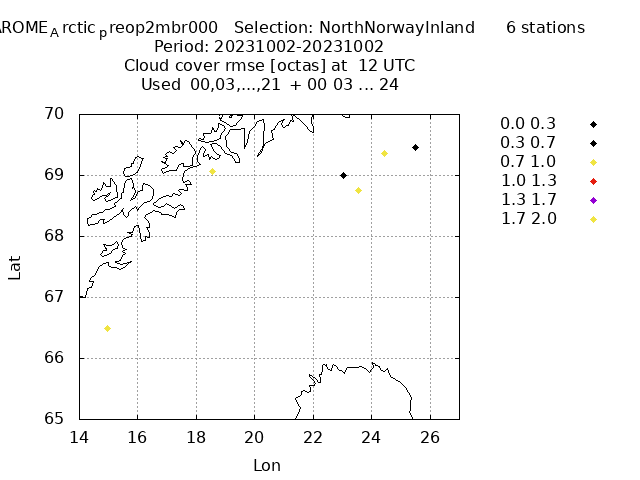 AROME_Arctic_preop2mbr000   Selection: NorthNorwayInland      6 stations
Period: 20231002-20231002
Cloud cover rmse [octas] at  12 UTC
Used  00,03,...,21  + 00 03 ... 24
0.0 0.3
0.3 0.7
0.7 1.0
1.0 1.3
1.3 1.7
1.7 2.0
70
69
68
67
66
65
Lat
14 16 18 20 22 24 26
Lon